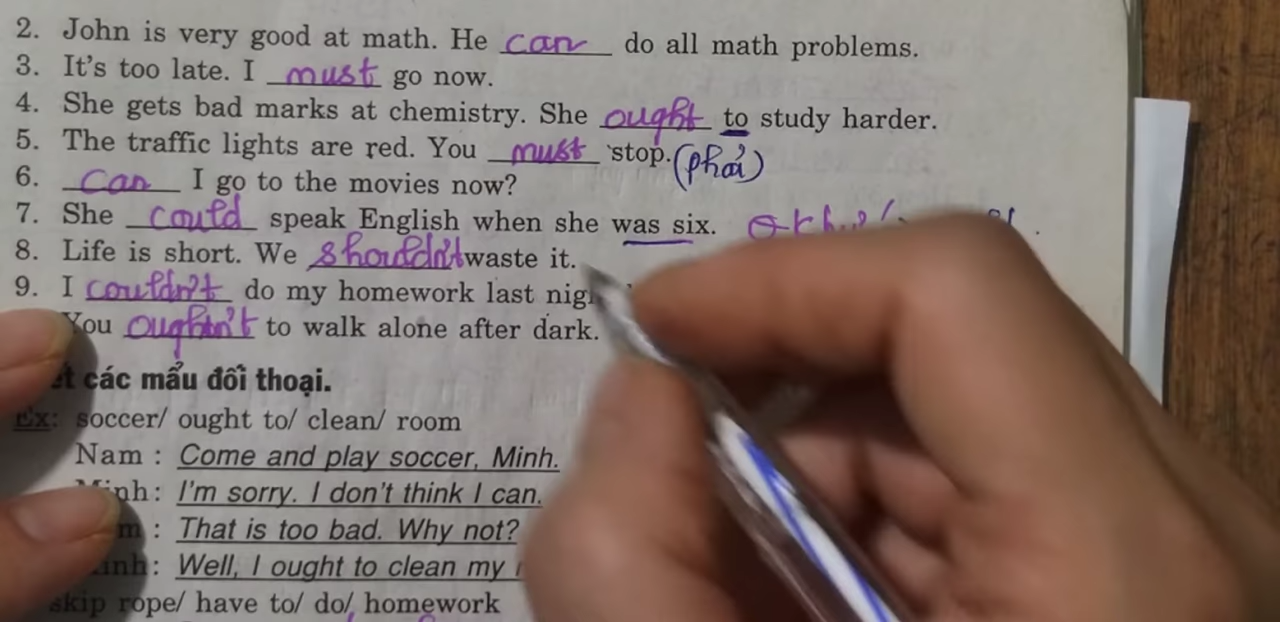 2. John is very good at math. He can do all math problems.
3. It's too late. I must go now.
4. She gets bad marks at chemistry. She ought to study harder.
5. The traffic lights are red. You must stop. (phải)
6. Can I go to the movies now?
7. She could speak English when she was six.
8. Life is short. We shouldn't waste it.
9. I couldn't do my homework last
You oughtn't to walk alone after dark.
các mẩu đối thoại.
Ex: soccer/ ought to/ clean/ room
Nam : Come and play soccer, Minh.
Minh: I'm sorry. I don't think I can.
: That is too bad. Why not?
: Well, I ought to clean my
skip rope/ have to/ do/ homework